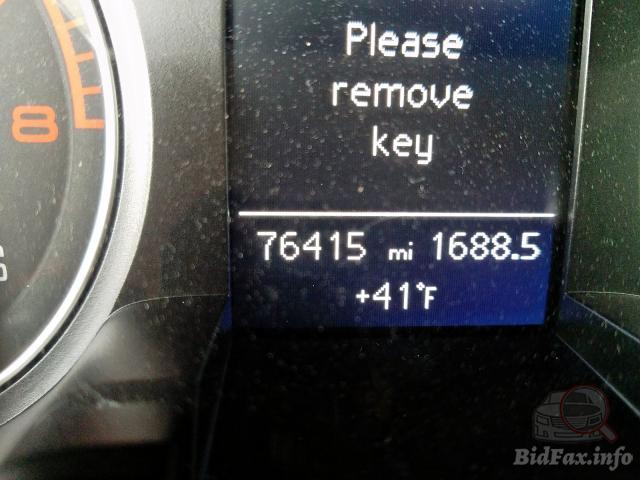 Please
remove
key
8
76415 mi 1688.5
+41°F
BidFax.info